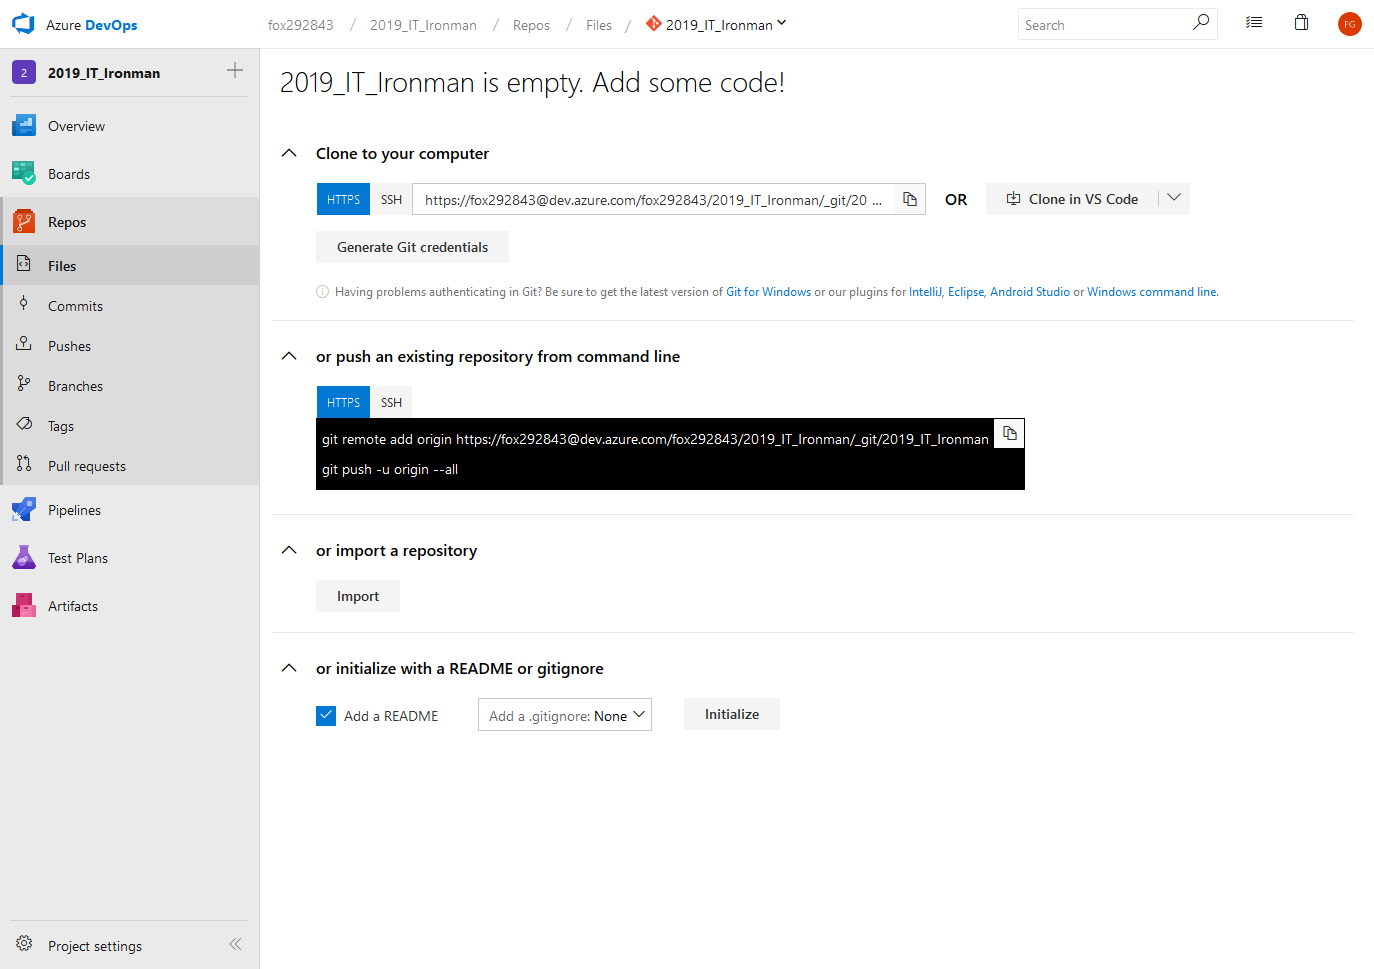 Azure DevOps
fox292843 / 2019_IT_Ironman / Repos / Files / 2019_IT_Ironman
Search
FG
2 2019_IT_Ironman
Overview
Boards
Repos
Files
Commits
Pushes
Branches
Tags
Pull requests
Pipelines
Test Plans
Artifacts
Project settings
2019_IT_Ironman is empty. Add some code!
Clone to your computer
HTTPS SSH https://fox292843@dev.azure.com/fox292843/2019_IT_Ironman/_git/20 ... OR Clone in VS Code
Generate Git credentials
Having problems authenticating in Git? Be sure to get the latest version of Git for Windows or our plugins for IntelliJ, Eclipse, Android Studio or Windows command line.
or push an existing repository from command line
HTTPS SSH
git remote add origin https://fox292843@dev.azure.com/fox292843/2019_IT_Ironman/_git/2019_IT_Ironman
git push -u origin --all
or import a repository
Import
or initialize with a README or gitignore
Add a README Add a .gitignore: None Initialize